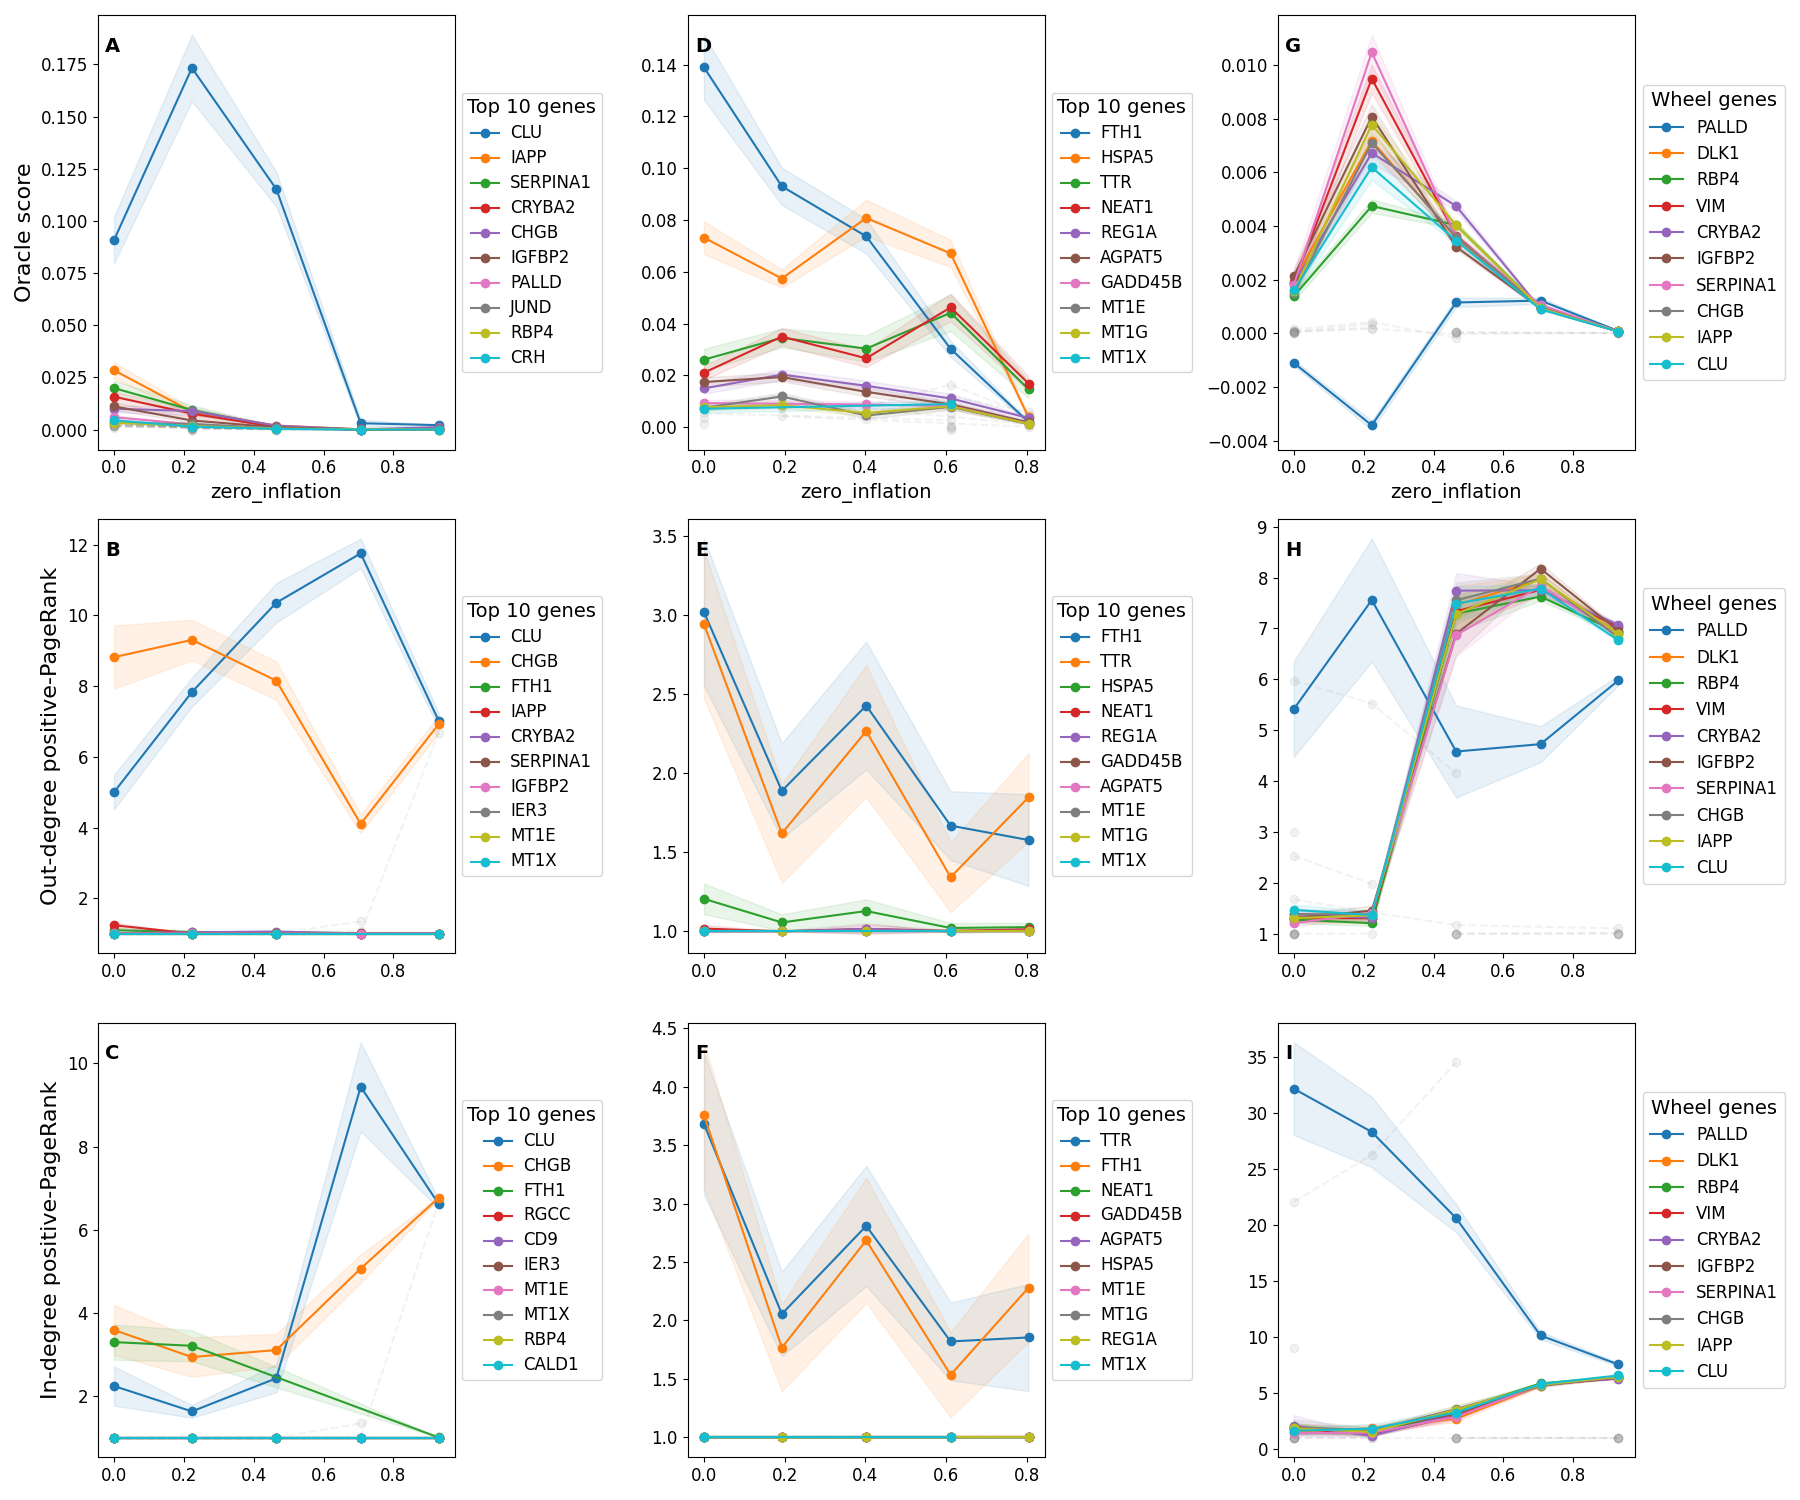 A
Oracle score
0.175
0.150
0.125
0.100
0.075
0.050
0.025
0.000
0.0 0.2 0.4 0.6 0.8
zero_inflation
Top 10 genes
CLU
IAPP
SERPINA1
CRYBA2
CHGB
IGFBP2
PALLD
JUND
RBP4
CRH
D
0.14
0.12
0.10
0.08
0.06
0.04
0.02
0.00
0.0 0.2 0.4 0.6 0.8
zero_inflation
Top 10 genes
FTH1
HSPA5
TTR
NEAT1
REG1A
AGPAT5
GADD45B
MT1E
MT1G
MT1X
G
0.010
0.008
0.006
0.004
0.002
0.000
−0.002
−0.004
0.0 0.2 0.4 0.6 0.8
zero_inflation
Wheel genes
PALLD
DLK1
RBP4
VIM
CRYBA2
IGFBP2
SERPINA1
CHGB
IAPP
CLU
B
Out-degree positive-PageRank
12
10
8
6
4
2
0.0 0.2 0.4 0.6 0.8
Top 10 genes
CLU
CHGB
FTH1
IAPP
CRYBA2
SERPINA1
IGFBP2
IER3
MT1E
MT1X
E
3.5
3.0
2.5
2.0
1.5
1.0
0.0 0.2 0.4 0.6 0.8
Top 10 genes
FTH1
TTR
HSPA5
NEAT1
REG1A
GADD45B
AGPAT5
MT1E
MT1G
MT1X
H
9
8
7
6
5
4
3
2
1
0.0 0.2 0.4 0.6 0.8
Wheel genes
PALLD
DLK1
RBP4
VIM
CRYBA2
IGFBP2
SERPINA1
CHGB
IAPP
CLU
C
In-degree positive-PageRank
10
8
6
4
2
0.0 0.2 0.4 0.6 0.8
Top 10 genes
CLU
CHGB
FTH1
RGCC
CD9
IER3
MT1E
MT1X
RBP4
CALD1
F
4.5
4.0
3.5
3.0
2.5
2.0
1.5
1.0
0.0 0.2 0.4 0.6 0.8
Top 10 genes
TTR
FTH1
NEAT1
GADD45B
AGPAT5
HSPA5
MT1E
MT1G
REG1A
MT1X
I
35
30
25
20
15
10
5
0
0.0 0.2 0.4 0.6 0.8
Wheel genes
PALLD
DLK1
RBP4
VIM
CRYBA2
IGFBP2
SERPINA1
CHGB
IAPP
CLU